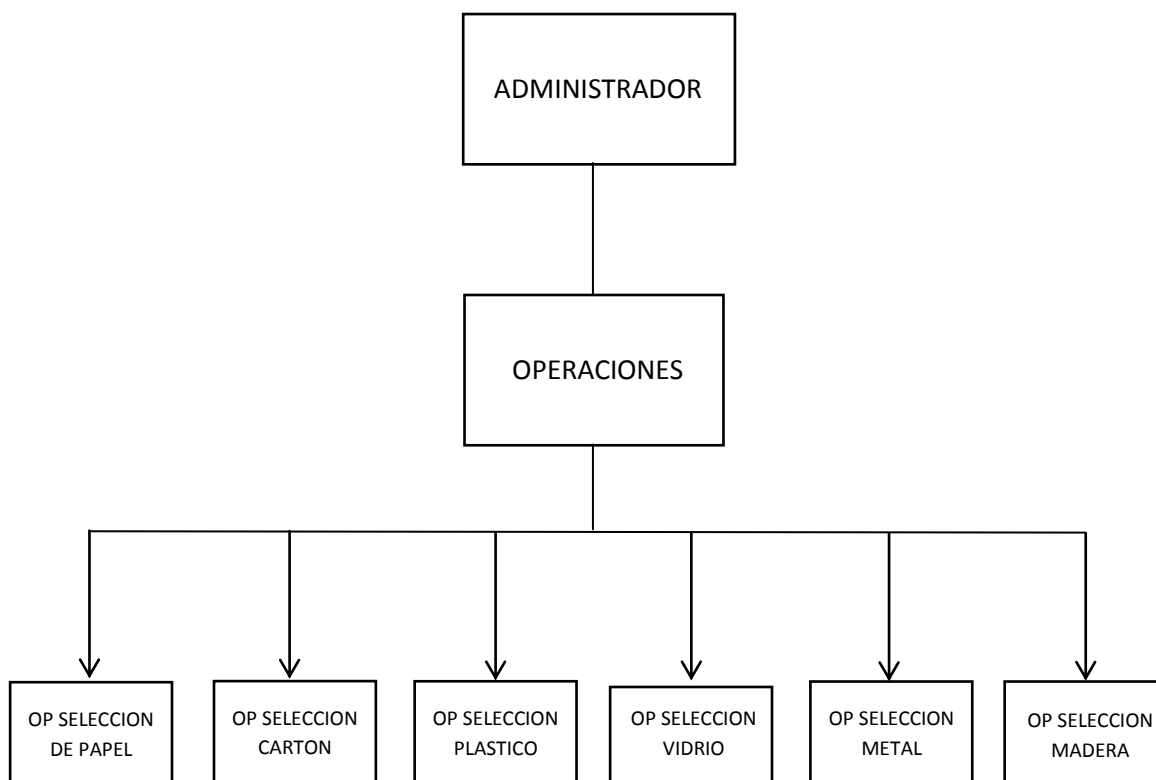 ADMINISTRADOR
OPERACIONES
OP SELECCION
DE PAPEL
OP SELECCION
CARTON
OP SELECCION
PLASTICO
OP SELECCION
VIDRIO
OP SELECCION
METAL
OP SELECCION
MADERA